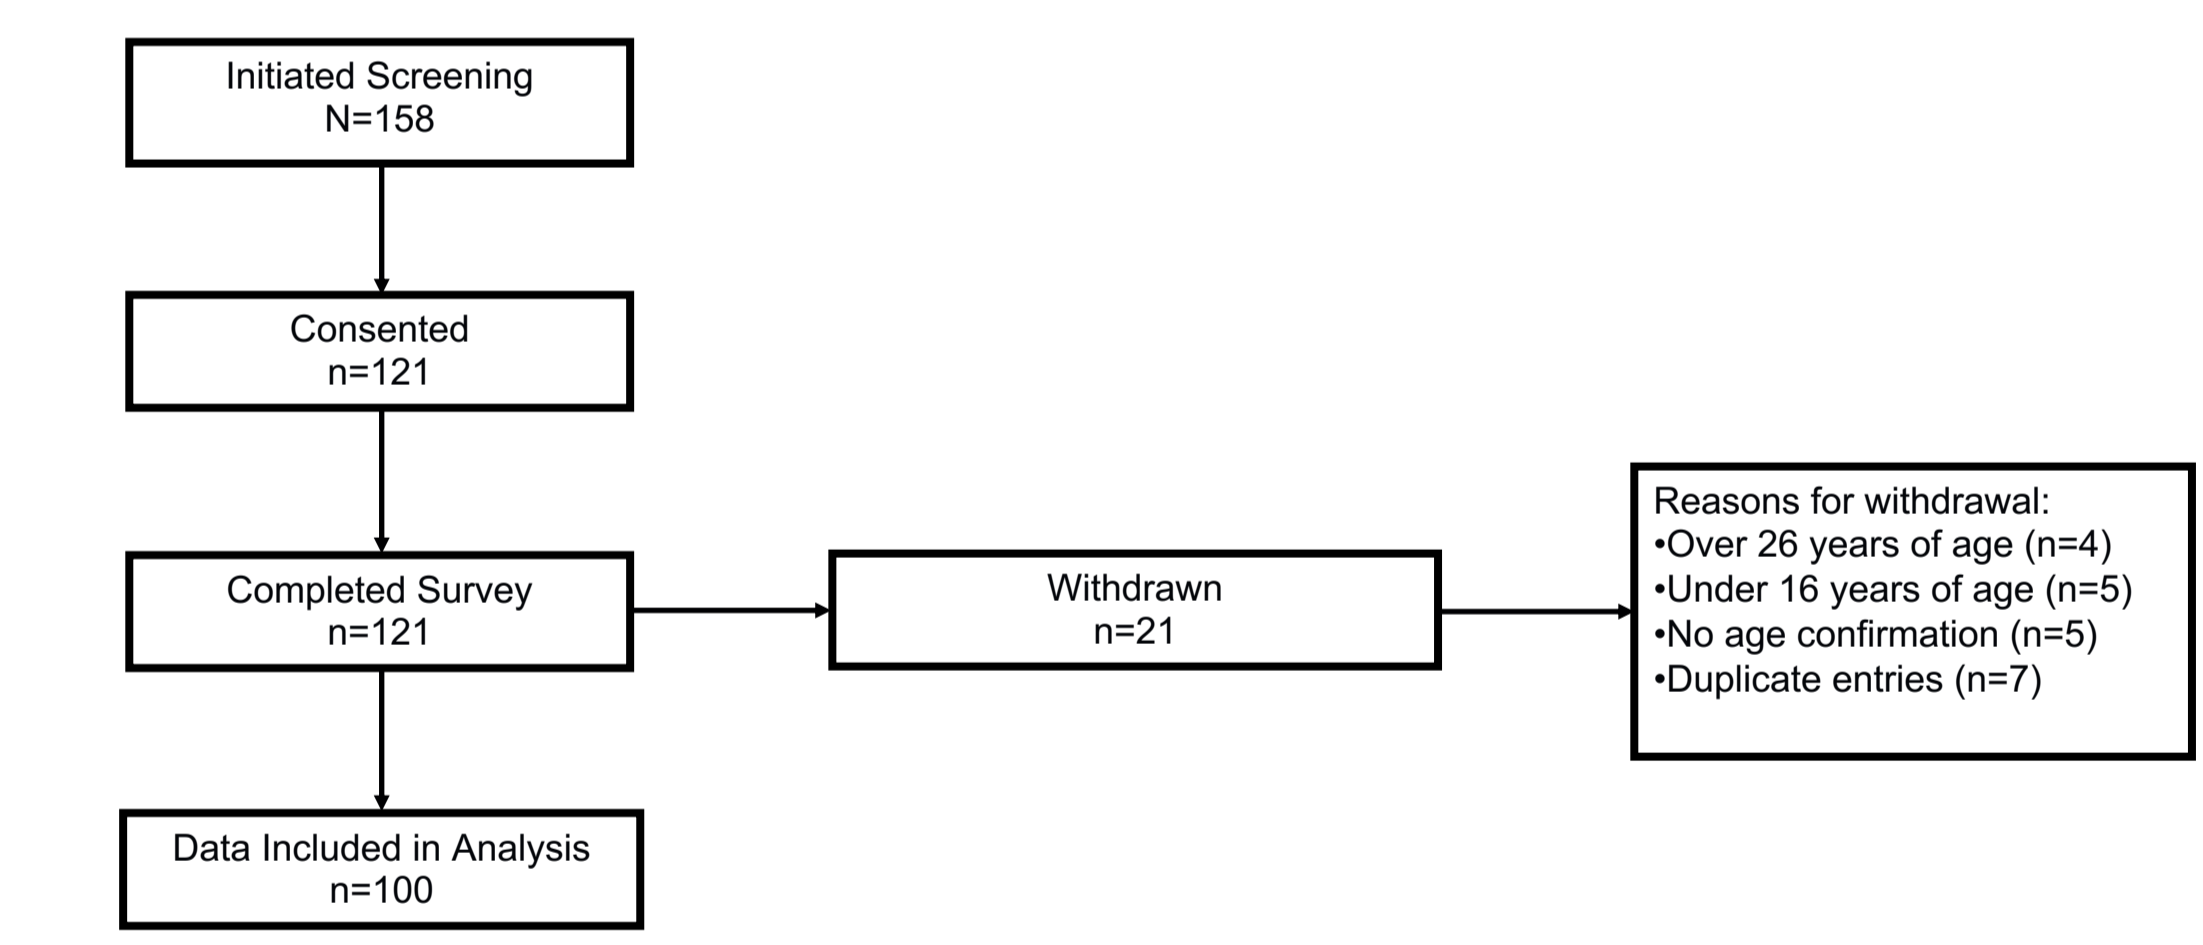 Initiated Screening
N=158
Consented
n=121
Completed Survey
n=121
Withdrawn
n=21
Reasons for withdrawal:
•Over 26 years of age (n=4)
•Under 16 years of age (n=5)
•No age confirmation (n=5)
•Duplicate entries (n=7)
Data Included in Analysis
n=100